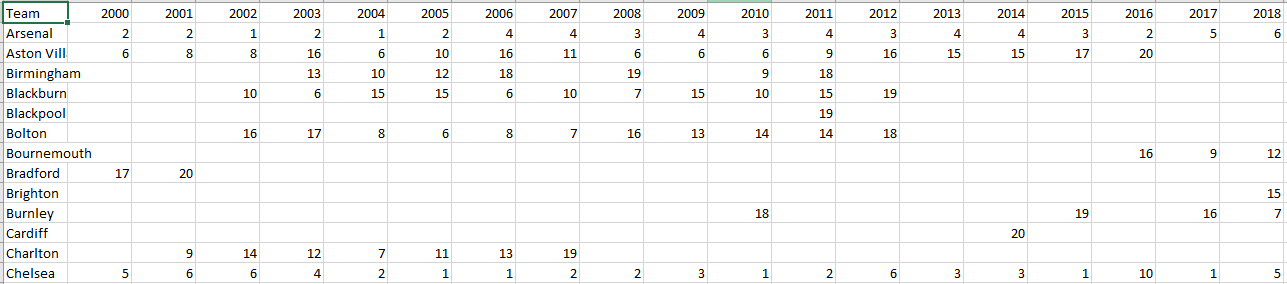 Team 2000 2001 2002 2003 2004 2005 2006 2007 2008 2009 2010 2011 2012 2013 2014 2015 2016 2017 2018
Arsenal 2 2 1 2 1 2 4 4 3 4 3 4 3 4 4 3 2 5 6
Aston Vill 6 8 8 16 6 10 16 11 6 6 6 9 16 15 15 17 20
Birmingham 13 10 12 18 19 9 18
Blackburn 10 6 15 15 6 10 7 15 10 15 19
Blackpool 19
Bolton 16 17 8 6 8 7 16 13 14 14 18
Bournemouth 16 9 12
Bradford 17 20
Brighton 15
Burnley 18 19 16 7
Cardiff 20
Charlton 9 14 12 7 11 13 19
Chelsea 5 6 6 4 2 1 1 2 2 3 1 2 6 3 3 1 10 1 5